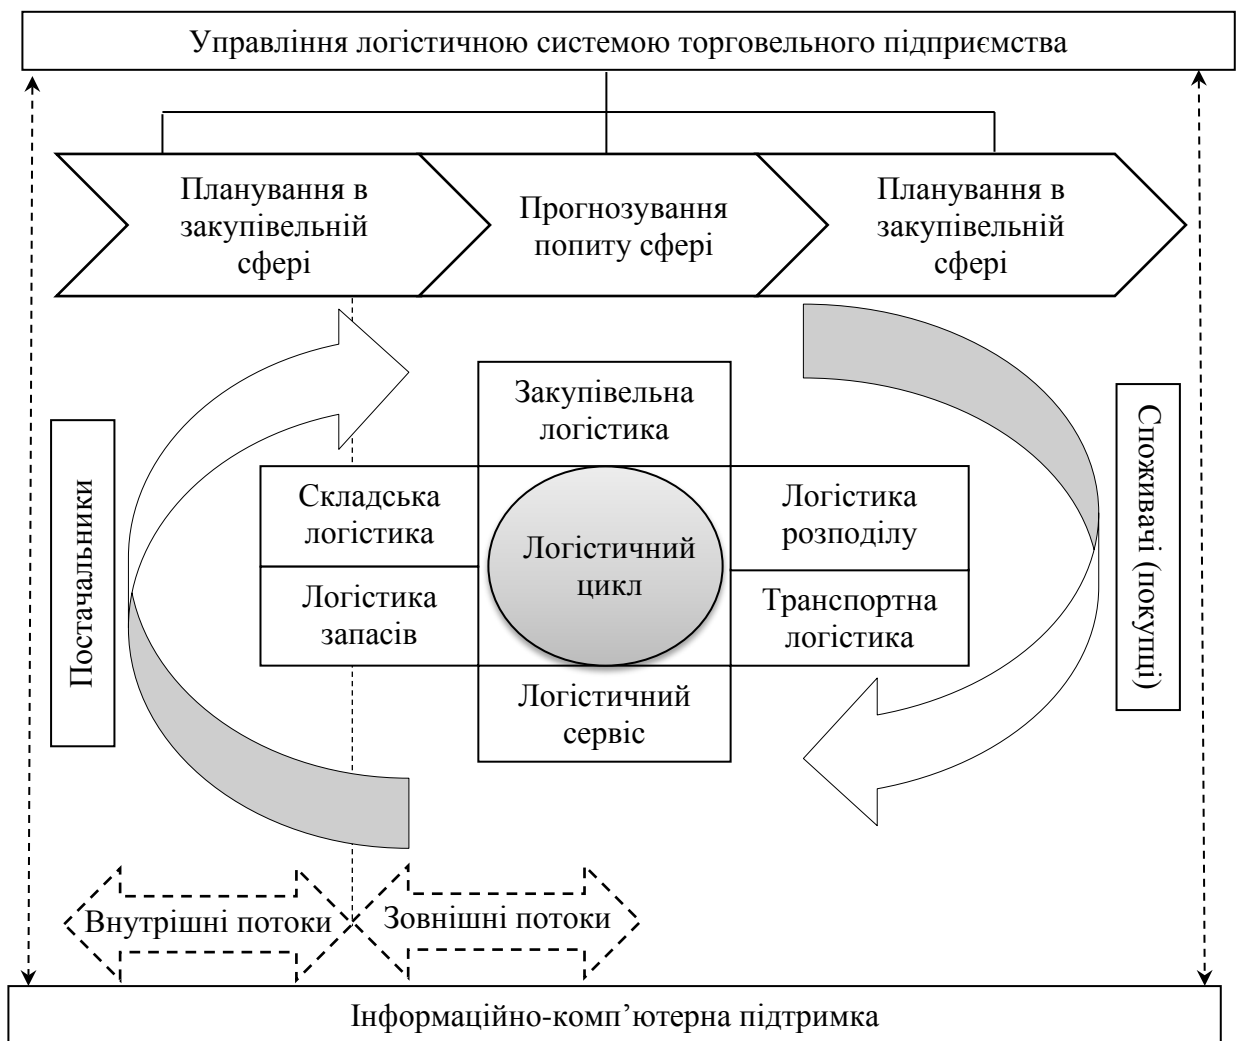 Управління логістичною системою торговельного підприємства
Планування в
закупівельній
сфері
Прогнозування
попиту сфері
Планування в
закупівельній
сфері
Постачальники
Закупівельна
логістика
Складська
логістика
Логістика
запасів
Логістичний
цикл
Логістика
розподілу
Транспортна
логістика
Логістичний
сервіс
Споживачі (покупці)
Внутрішні потоки
Зовнішні потоки
Інформаційно-комп’ютерна підтримка